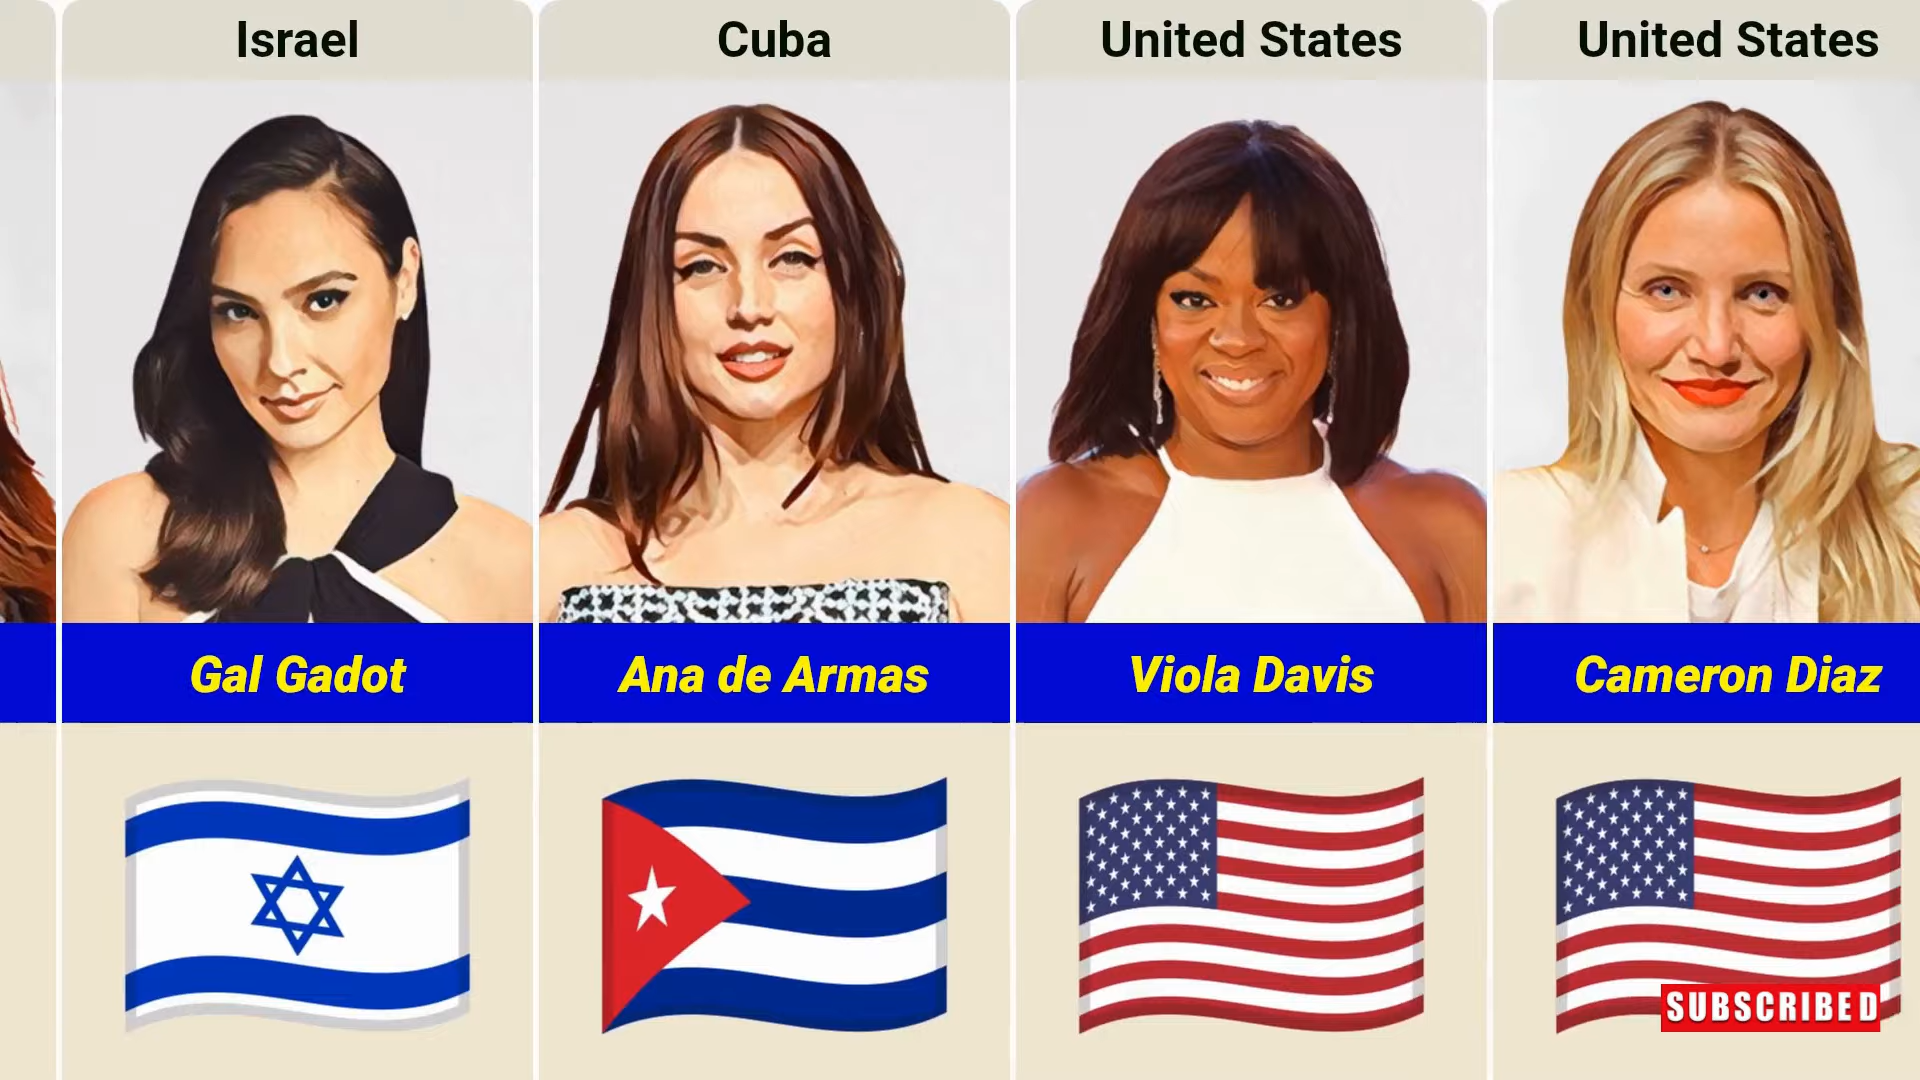 Israel
Cuba
United States
United States
Gal Gadot
Ana de Armas
Viola Davis
Cameron Diaz
SUBSCRIBED